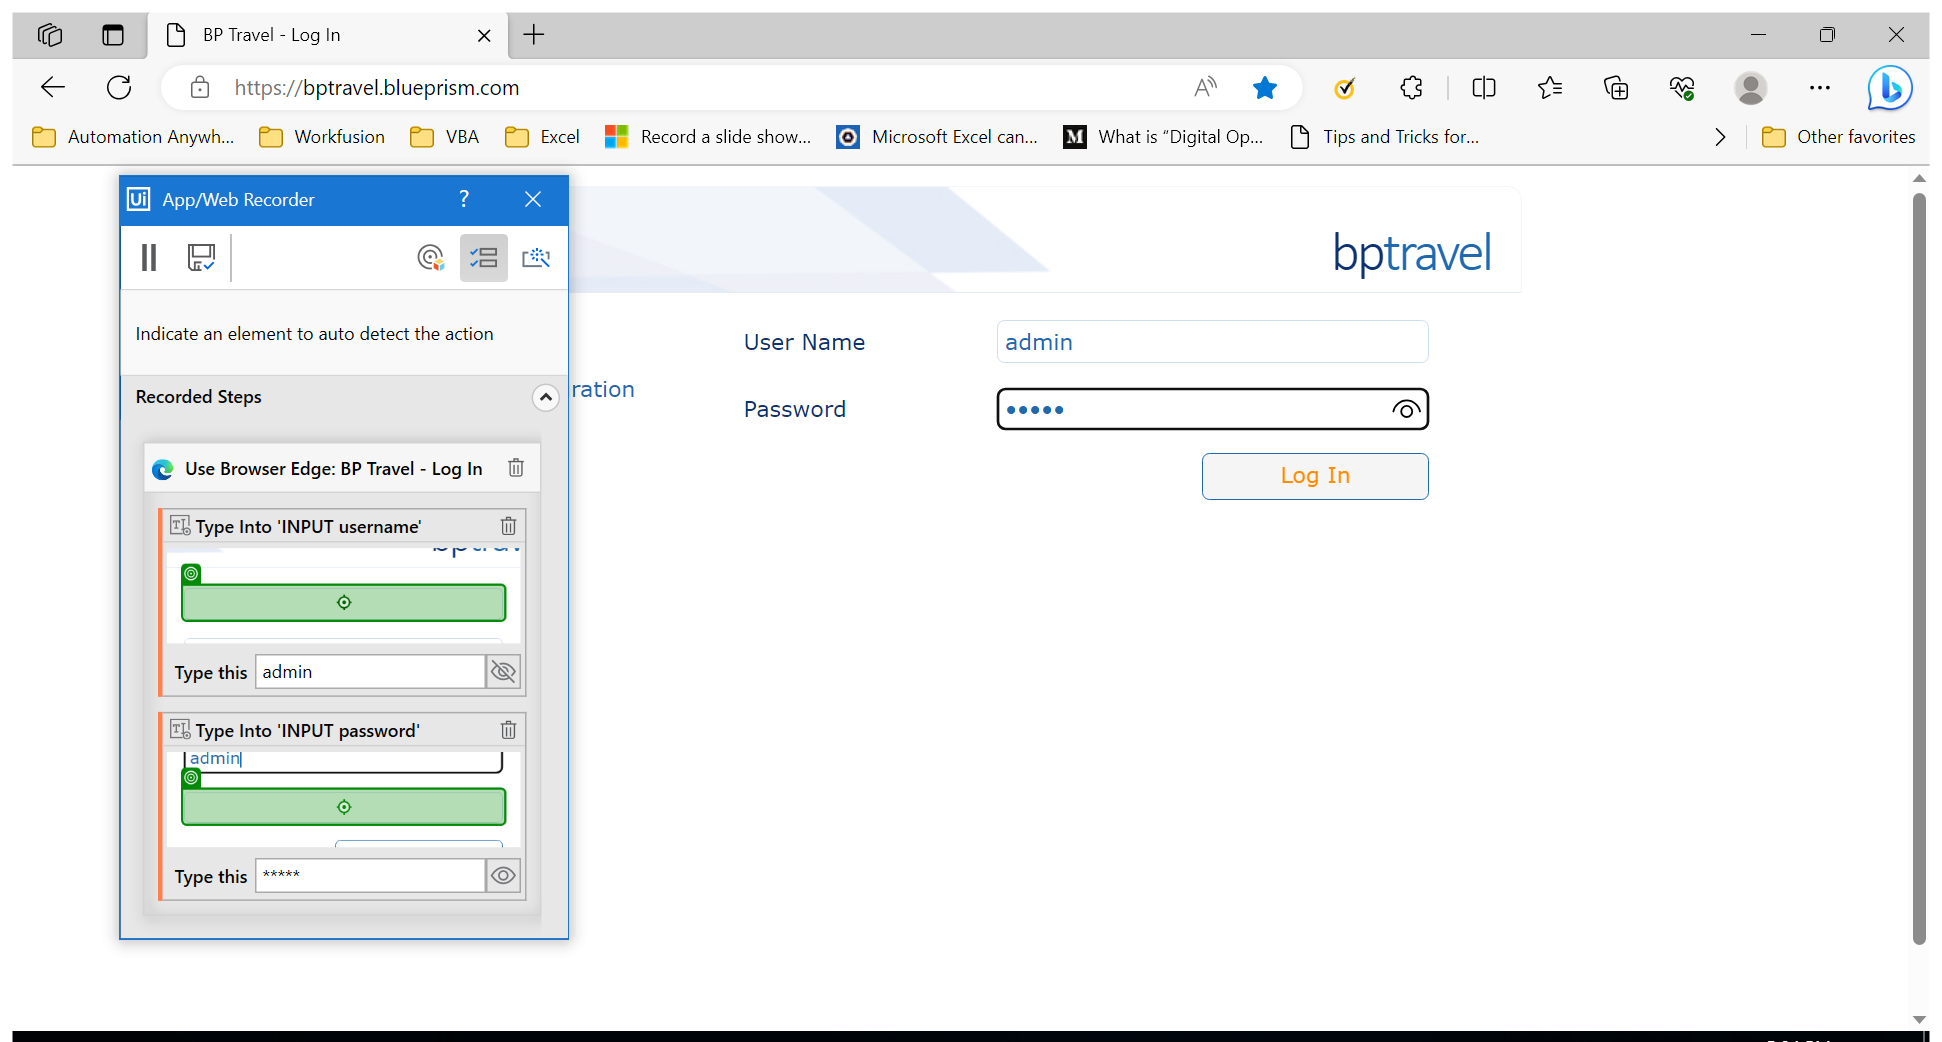 BP Travel - Log In
https://bptravel.blueprism.com
Automation Anywh... Workfusion VBA Excel Record a slide show... Microsoft Excel can... M What is “Digital Op... Tips and Tricks for... Other favorites
Ui App/Web Recorder ?
bptravel
Indicate an element to auto detect the action
User Name admin
ration
Recorded Steps
Password •••••
Use Browser Edge: BP Travel - Log In
Log In
Type Into 'INPUT username'
Type this admin
Type Into 'INPUT password'
admin
Type this *****